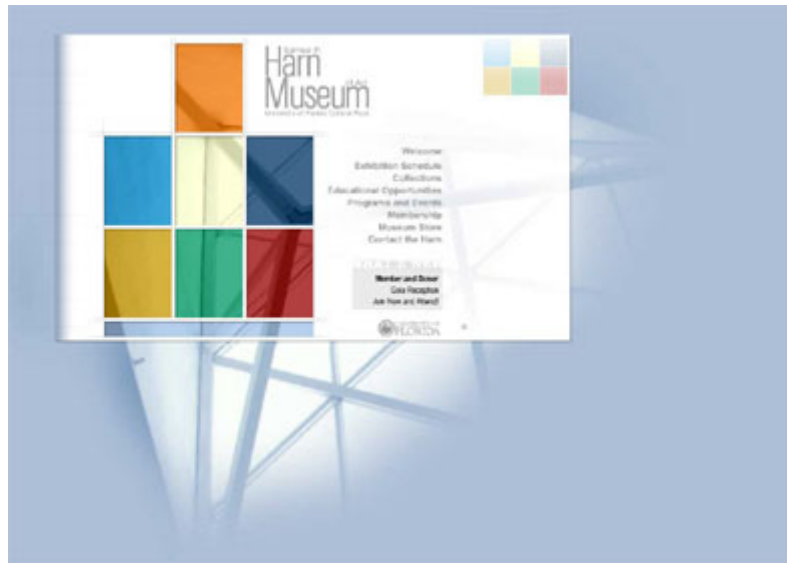 Harn
Museum
Welcome
Exhibition Schedule
Collections
Educational Opportunities
Programs and Events
Membership
Museum Store
Contact the Harn
Member and Donor
Gala Reception
FLORIDA